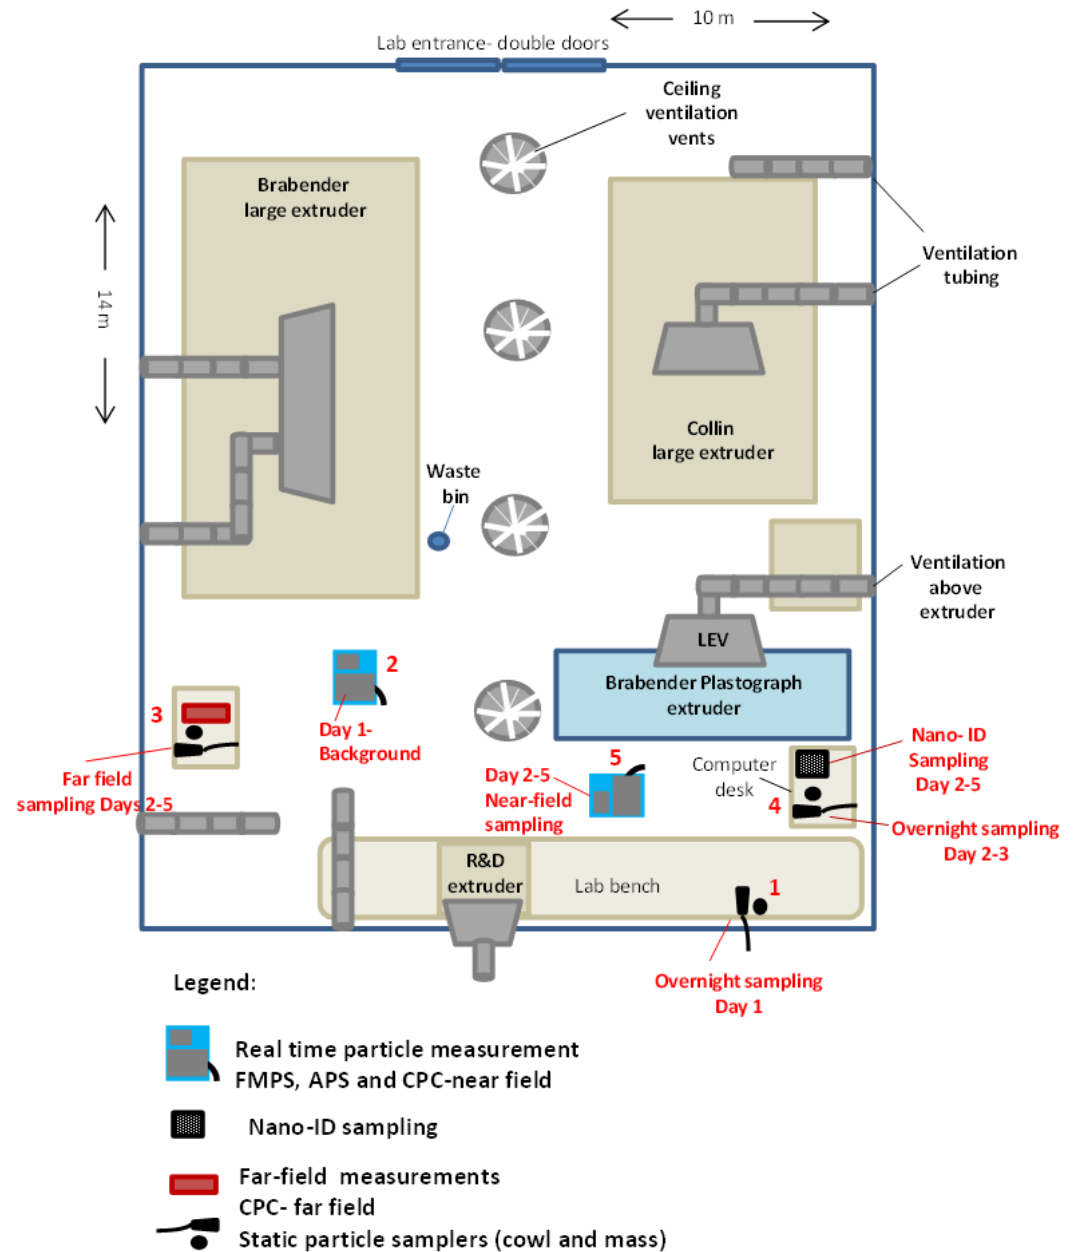 10 m
Lab entrance- double doors
Ceiling
ventilation
vents
Brabender
large extruder
Ventilation
tubing
14 m
Collin
large extruder
Waste
bin
Ventilation
above
extruder
LEV
2
Brabender Plastograph
extruder
3
Day 1-
Background
Nano- ID
Sampling
Day 2-5
5
Computer
desk
Far field
sampling Days 2-5
Day 2-5
Near-field
sampling
4
Overnight sampling
Day 2-3
R&D
extruder
Lab bench
1
Overnight sampling
Day 1
Legend:
Real time particle measurement
FMPS, APS and CPC-near field
Nano-ID sampling
Far-field measurements
CPC- far field
Static particle samplers (cowl and mass)